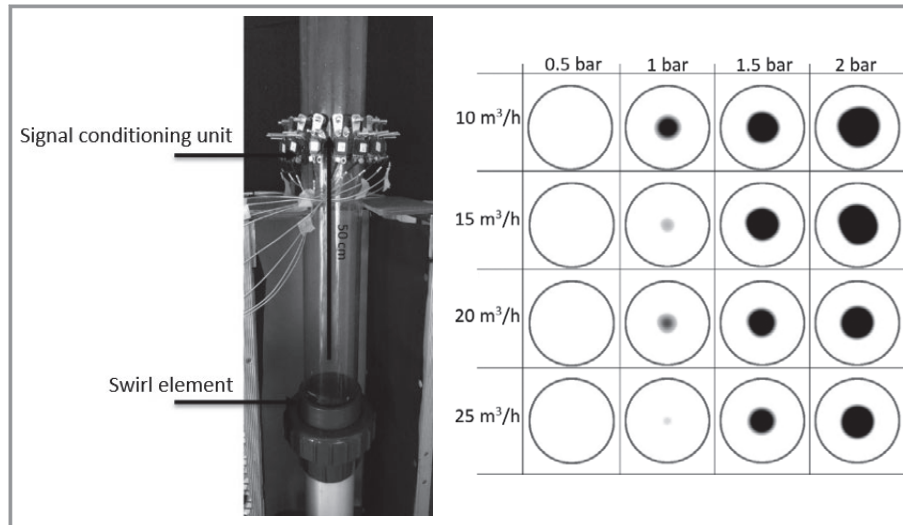 Signal conditioning unit
50 cm
Swirl element
0.5 bar 1 bar 1.5 bar 2 bar
10 m³/h
15 m³/h
20 m³/h
25 m³/h